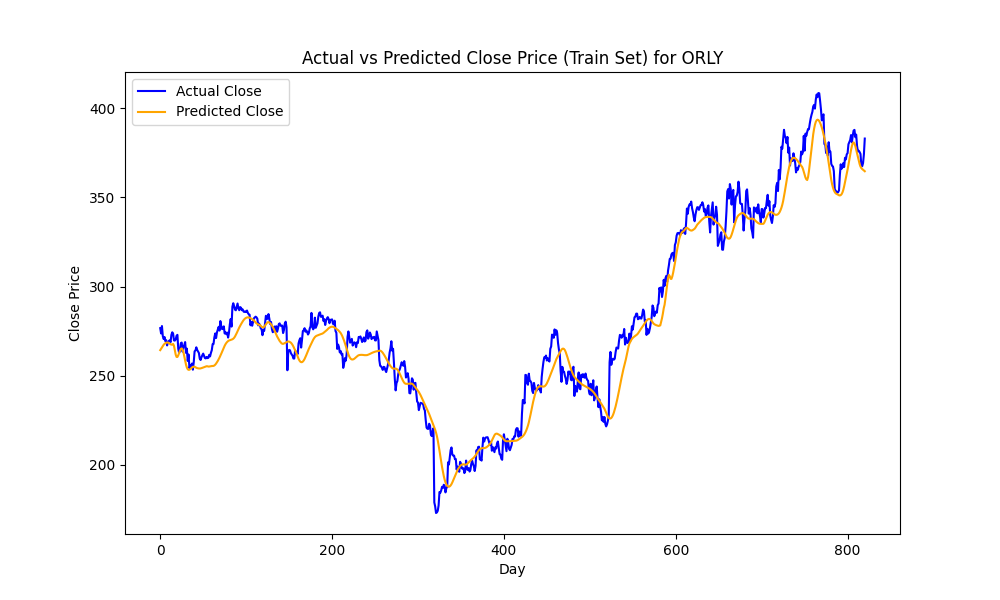 Actual vs Predicted Close Price (Train Set) for ORLY
Actual Close
Predicted Close
Close Price
400
350
300
250
200
0 200 400 600 800
Day